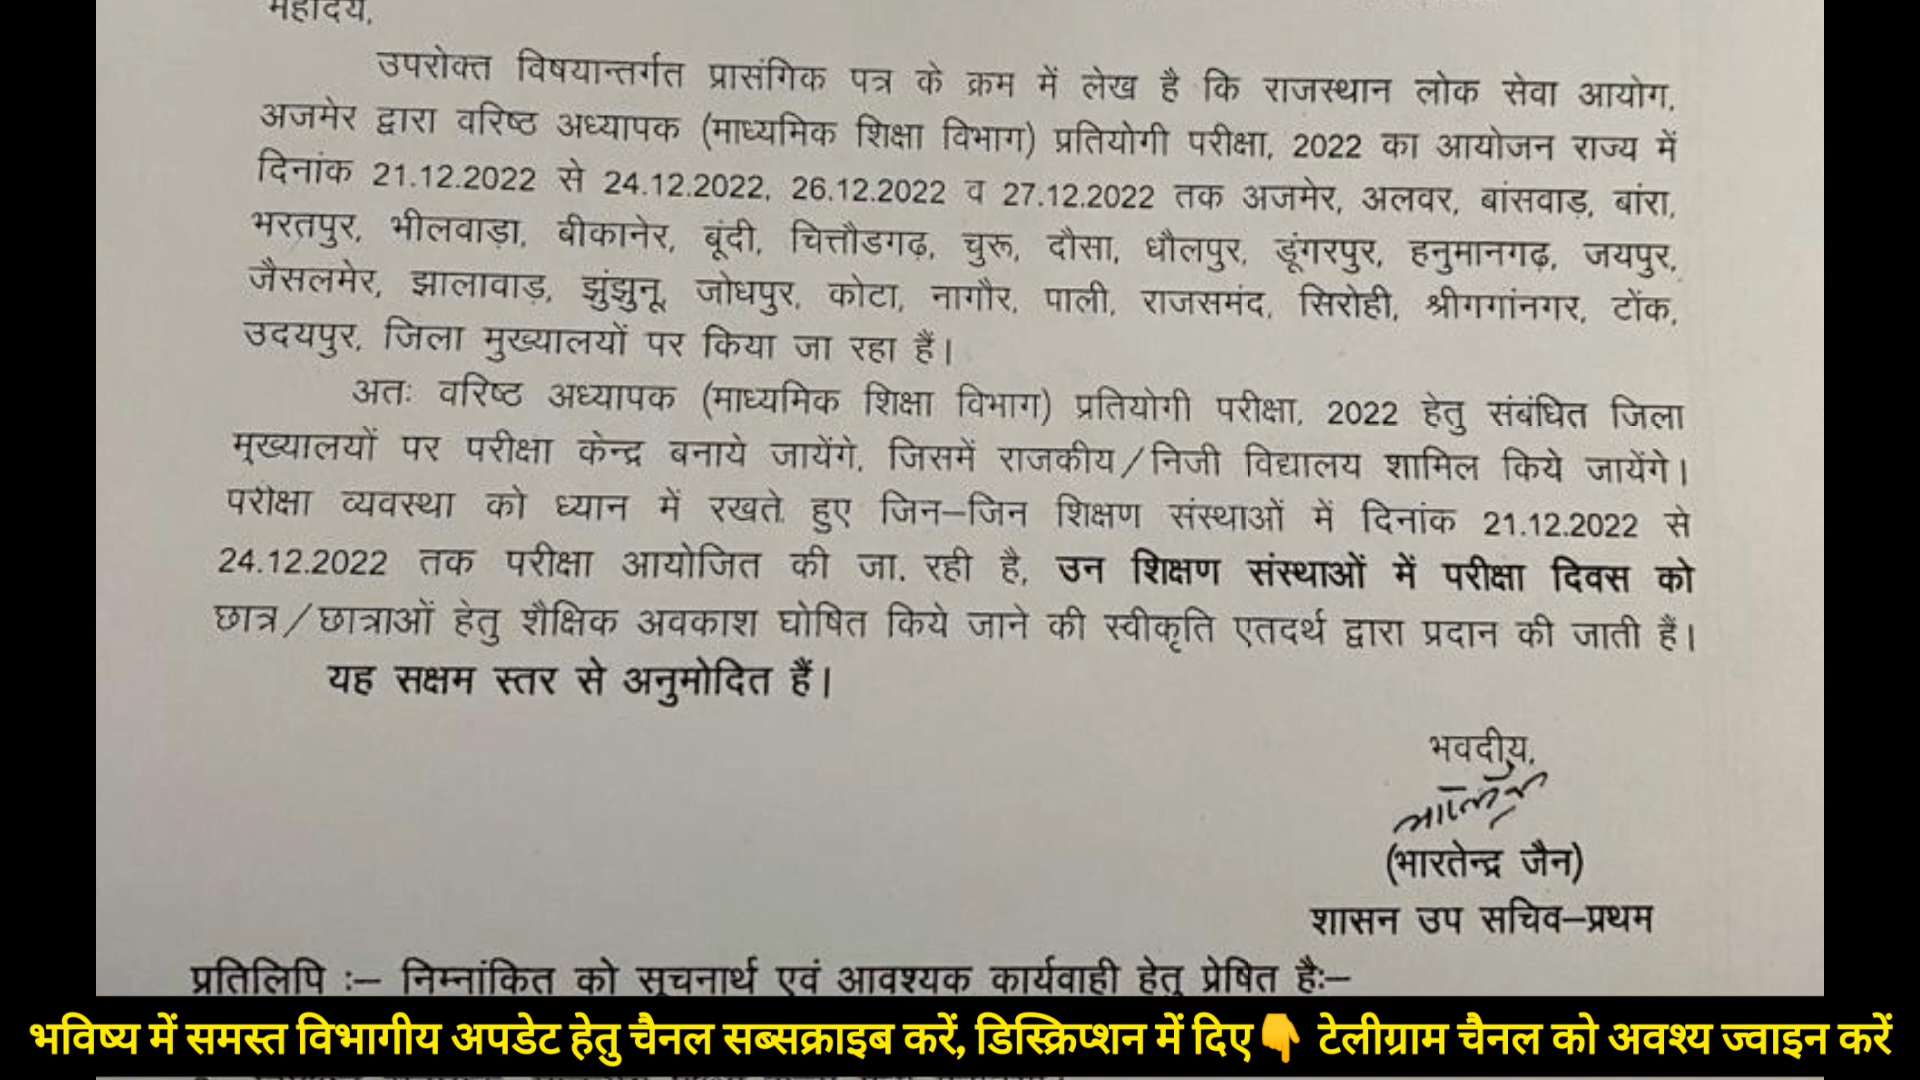 महोदय,
उपरोक्त विषयान्तर्गत प्रासंगिक पत्र के क्रम में लेख है कि राजस्थान लोक सेवा आयोग,
अजमेर द्वारा वरिष्ठ अध्यापक (माध्यमिक शिक्षा विभाग) प्रतियोगी परीक्षा, 2022 का आयोजन राज्य में
दिनांक 21.12.2022 से 24.12.2022, 26.12.2022 व 27.12.2022 तक अजमेर, अलवर, बांसवाड़, बांरा,
भरतपुर, भीलवाड़ा, बीकानेर, बूंदी, चित्तौडगढ़, चुरू, दौसा, धौलपुर, डूंगरपुर, हनुमानगढ़, जयपुर,
जैसलमेर, झालावाड़, झुंझुनू, जोधपुर, कोटा, नागौर, पाली, राजसमंद, सिरोही, श्रीगगांनगर, टोंक,
उदयपुर, जिला मुख्यालयों पर किया जा रहा हैं।
अतः वरिष्ठ अध्यापक (माध्यमिक शिक्षा विभाग) प्रतियोगी परीक्षा, 2022 हेतु संबंधित जिला
मुख्यालयों पर परीक्षा केन्द्र बनाये जायेंगे, जिसमें राजकीय/निजी विद्यालय शामिल किये जायेंगे।
परीक्षा व्यवस्था को ध्यान में रखते हुए जिन–जिन शिक्षण संस्थाओं में दिनांक 21.12.2022 से
24.12.2022 तक परीक्षा आयोजित की जा. रही है, उन शिक्षण संस्थाओं में परीक्षा दिवस को
छात्र/छात्राओं हेतु शैक्षिक अवकाश घोषित किये जाने की स्वीकृति एतदर्थ द्वारा प्रदान की जाती हैं।
यह सक्षम स्तर से अनुमोदित हैं।
भवदीय,
(भारतेन्द्र जैन)
शासन उप सचिव–प्रथम
प्रतिलिपि :– निम्नांकित को सूचनार्थ एवं आवश्यक कार्यवाही हेतु प्रेषित है:–
भविष्य में समस्त विभागीय अपडेट हेतु चैनल सब्सक्राइब करें, डिस्क्रिप्शन में दिए👇 टेलीग्राम चैनल को अवश्य ज्वाइन करें